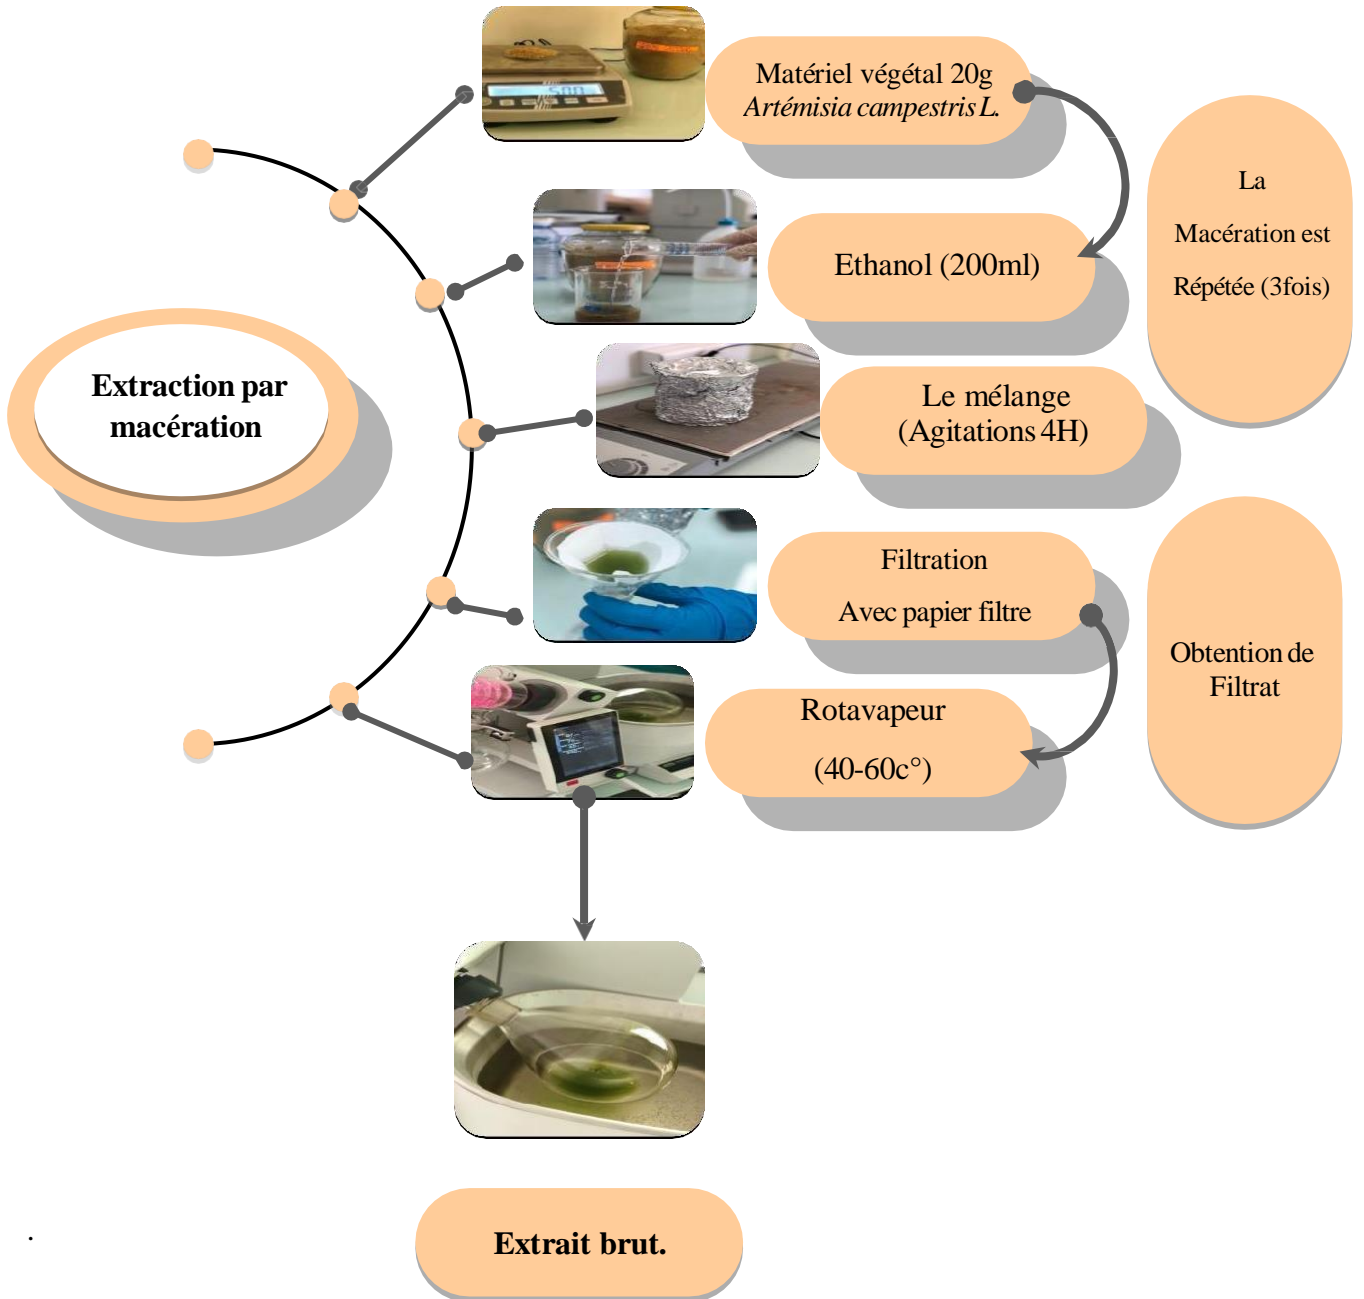 Matériel végétal 20g
Artémisia campestris L.
La
Macération est
Répétée (3fois)
Ethanol (200ml)
Extraction par
macération
Le mélange
(Agitations 4H)
Filtration
Avec papier filtre
Obtention de
Filtrat
Rotavapeur
(40-60c°)
Extrait brut.
.